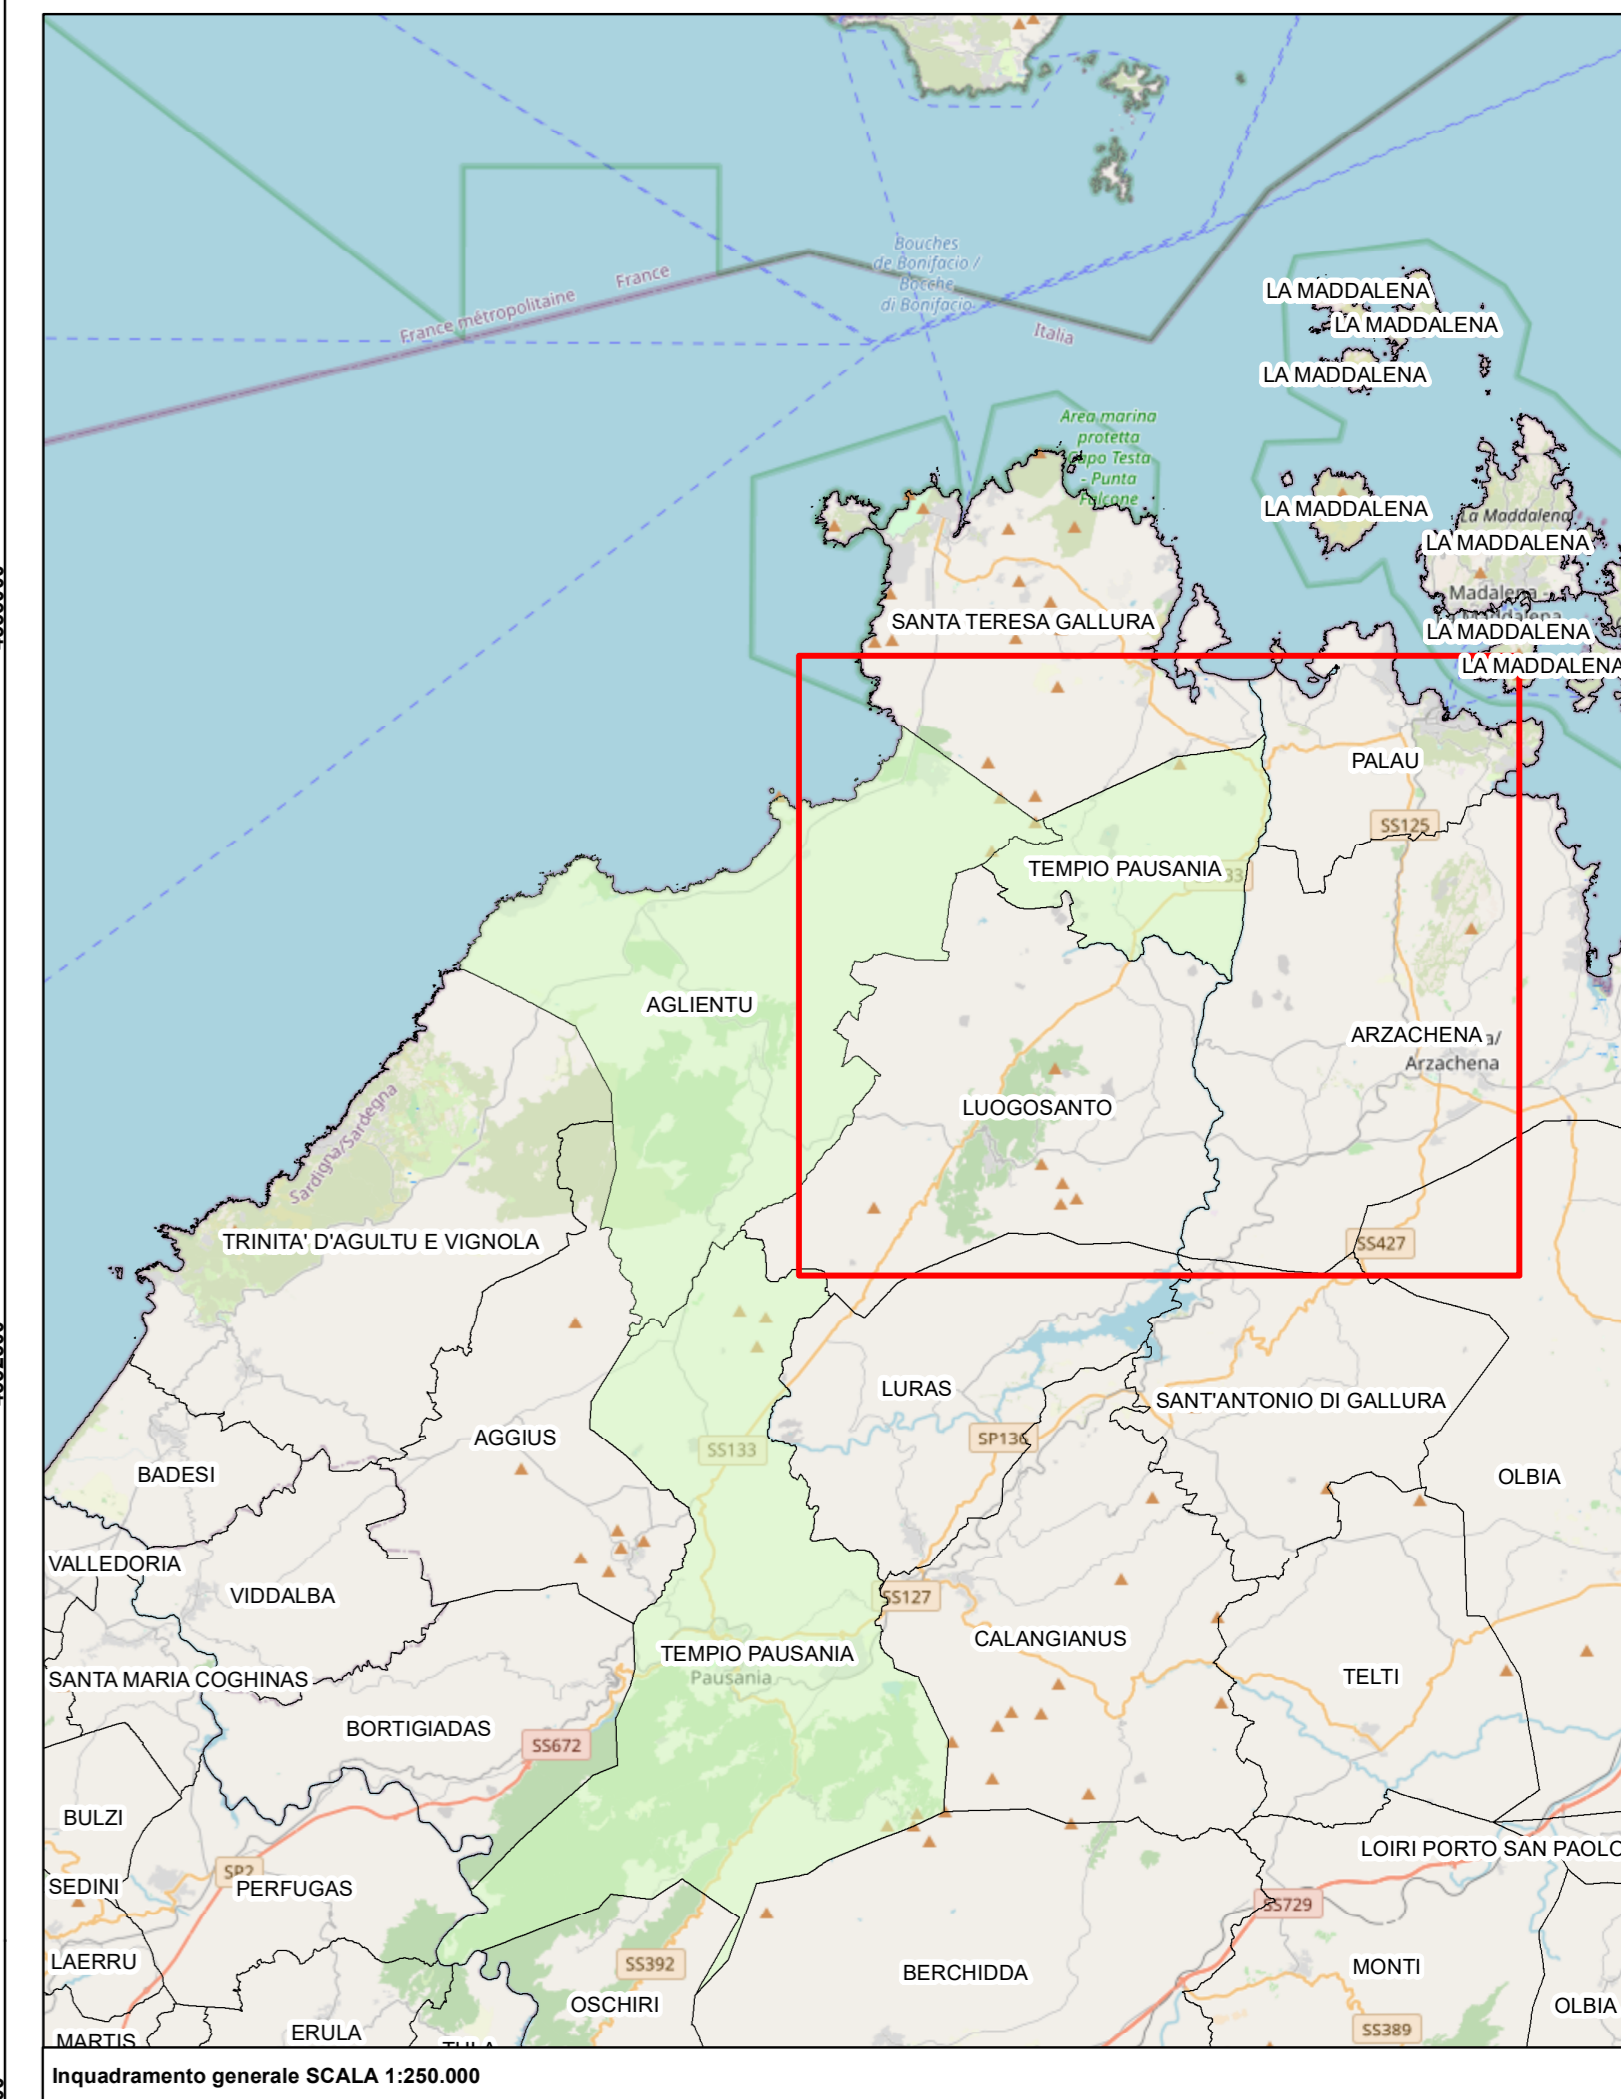 Bouches
de Bonifacio /
Bocche
di Bonifacio
France
France métropolitaine
Italia
LA MADDALENA
LA MADDALENA
LA MADDALENA
Area marina
protetta
Capo Testa
- Punta
Falcone
LA MADDALENA
La Maddalena
LA MADDALENA
LA MADDALENA
LA MADDALENA
SANTA TERESA GALLURA
PALAU
SS125
TEMPIO PAUSANIA
AGLIENTU
ARZACHENA
Arzachena
LUOGOSANTO
Sardigna/Sardegna
TRINITA' D'AGULTU E VIGNOLA
SS427
LURAS
SANT'ANTONIO DI GALLURA
AGGIUS
SP136
SS133
BADESI
OLBIA
VALLEDORIA
VIDDALBA
SS127
CALANGIANUS
TEMPIO PAUSANIA
Pausania
SANTA MARIA COGHINAS
TELTI
BORTIGIADAS
SS672
BULZI
LOIRI PORTO SAN PAOLO
SP2
SEDINI
PERFUGAS
SS729
LAERRU
SS392
BERCHIDDA
MONTI
OSCHIRI
OLBIA
ERULA
SS389
MARTIS
Inquadramento generale SCALA 1:250.000